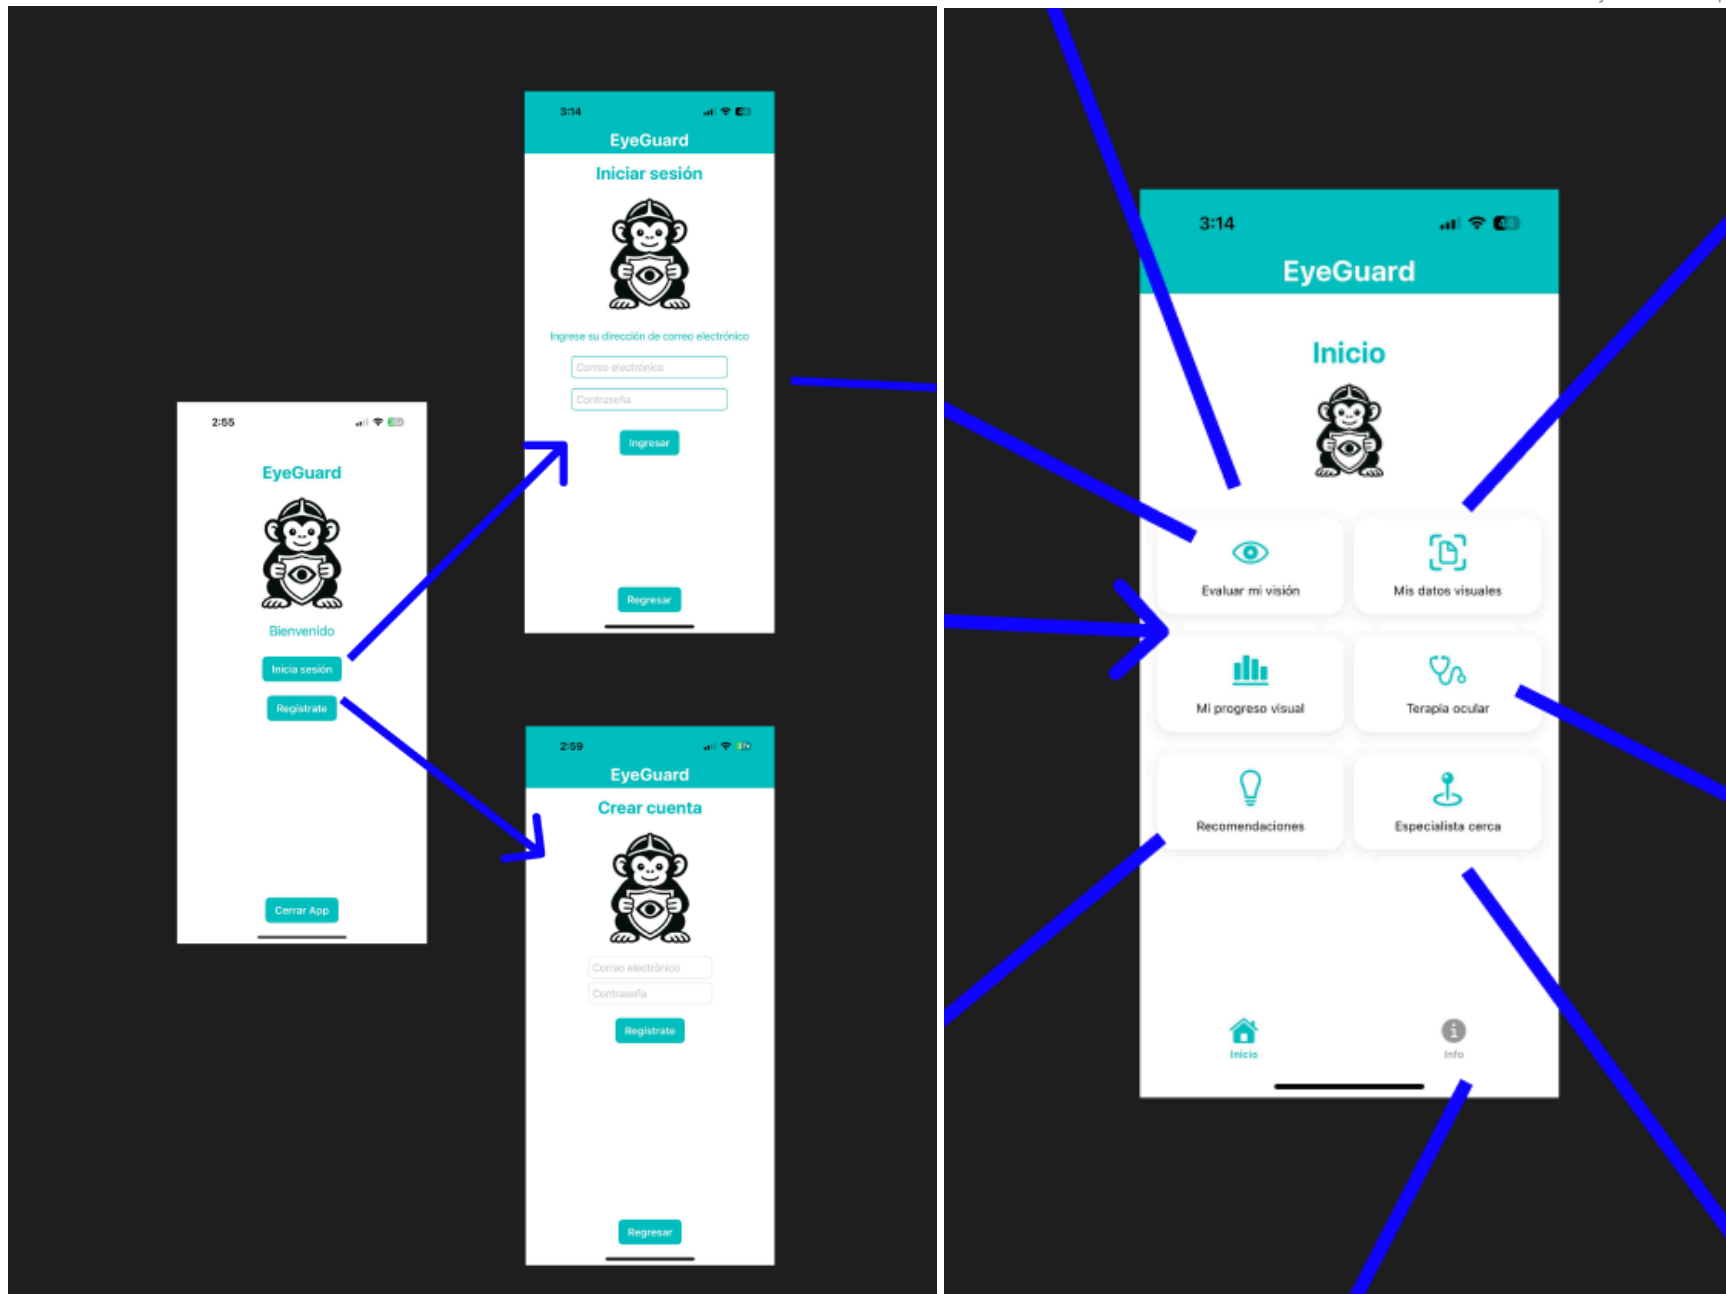 2:55
EyeGuard
Bienvenido
Inicia sesión
Regístrate
Cerrar App
3:14
EyeGuard
Iniciar sesión
Ingrese su dirección de correo electrónico
Correo electrónico
Contraseña
Ingresar
Regresar
2:59
EyeGuard
Crear cuenta
Correo electrónico
Contraseña
Regístrate
Regresar
3:14
EyeGuard
Inicio
Evaluar mi visión
Mis datos visuales
Mi progreso visual
Terapia ocular
Recomendaciones
Especialista cerca
Inicio
Info